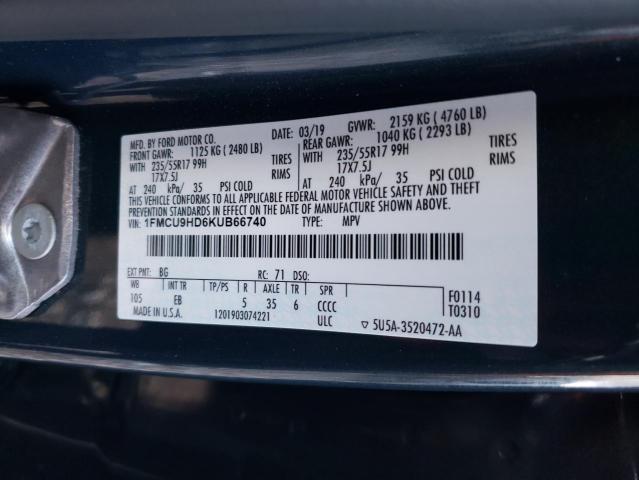 MFD. BY FORD MOTOR CO.
DATE: 03/19 GVWR: 2159 KG ( 4760 LB)
FRONT GAWR: 1125 KG ( 2480 LB) REAR GAWR: 1040 KG ( 2293 LB)
WITH 235/55R17 99H TIRES WITH 235/55R17 99H TIRES
17X7.5J RIMS 17X7.5J RIMS
AT 240 kPa/ 35 PSI COLD AT 240 kPa/ 35 PSI COLD
THIS VEHICLE CONFORMS TO ALL APPLICABLE FEDERAL MOTOR VEHICLE SAFETY AND THEFT
PREVENTION STANDARDS IN EFFECT ON THE DATE OF MANUFACTURE SHOWN ABOVE.
VIN: 1FMCU9HD6KUB66740 TYPE: MPV
EXT PNT: BG RC: 71 DSO:
WB TP/PS R AXLE TR SPR
105 EB 5 35 6 CCCC F0114
MADE IN U.S.A. 1201903074221 ULC T0310
▽ 5U5A-3520472-AA